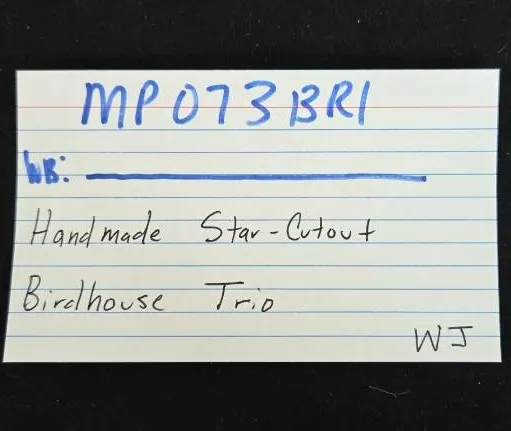 MP073BR1
WB:
Handmade Star-Cutout
Birdhouse Trio
WJ